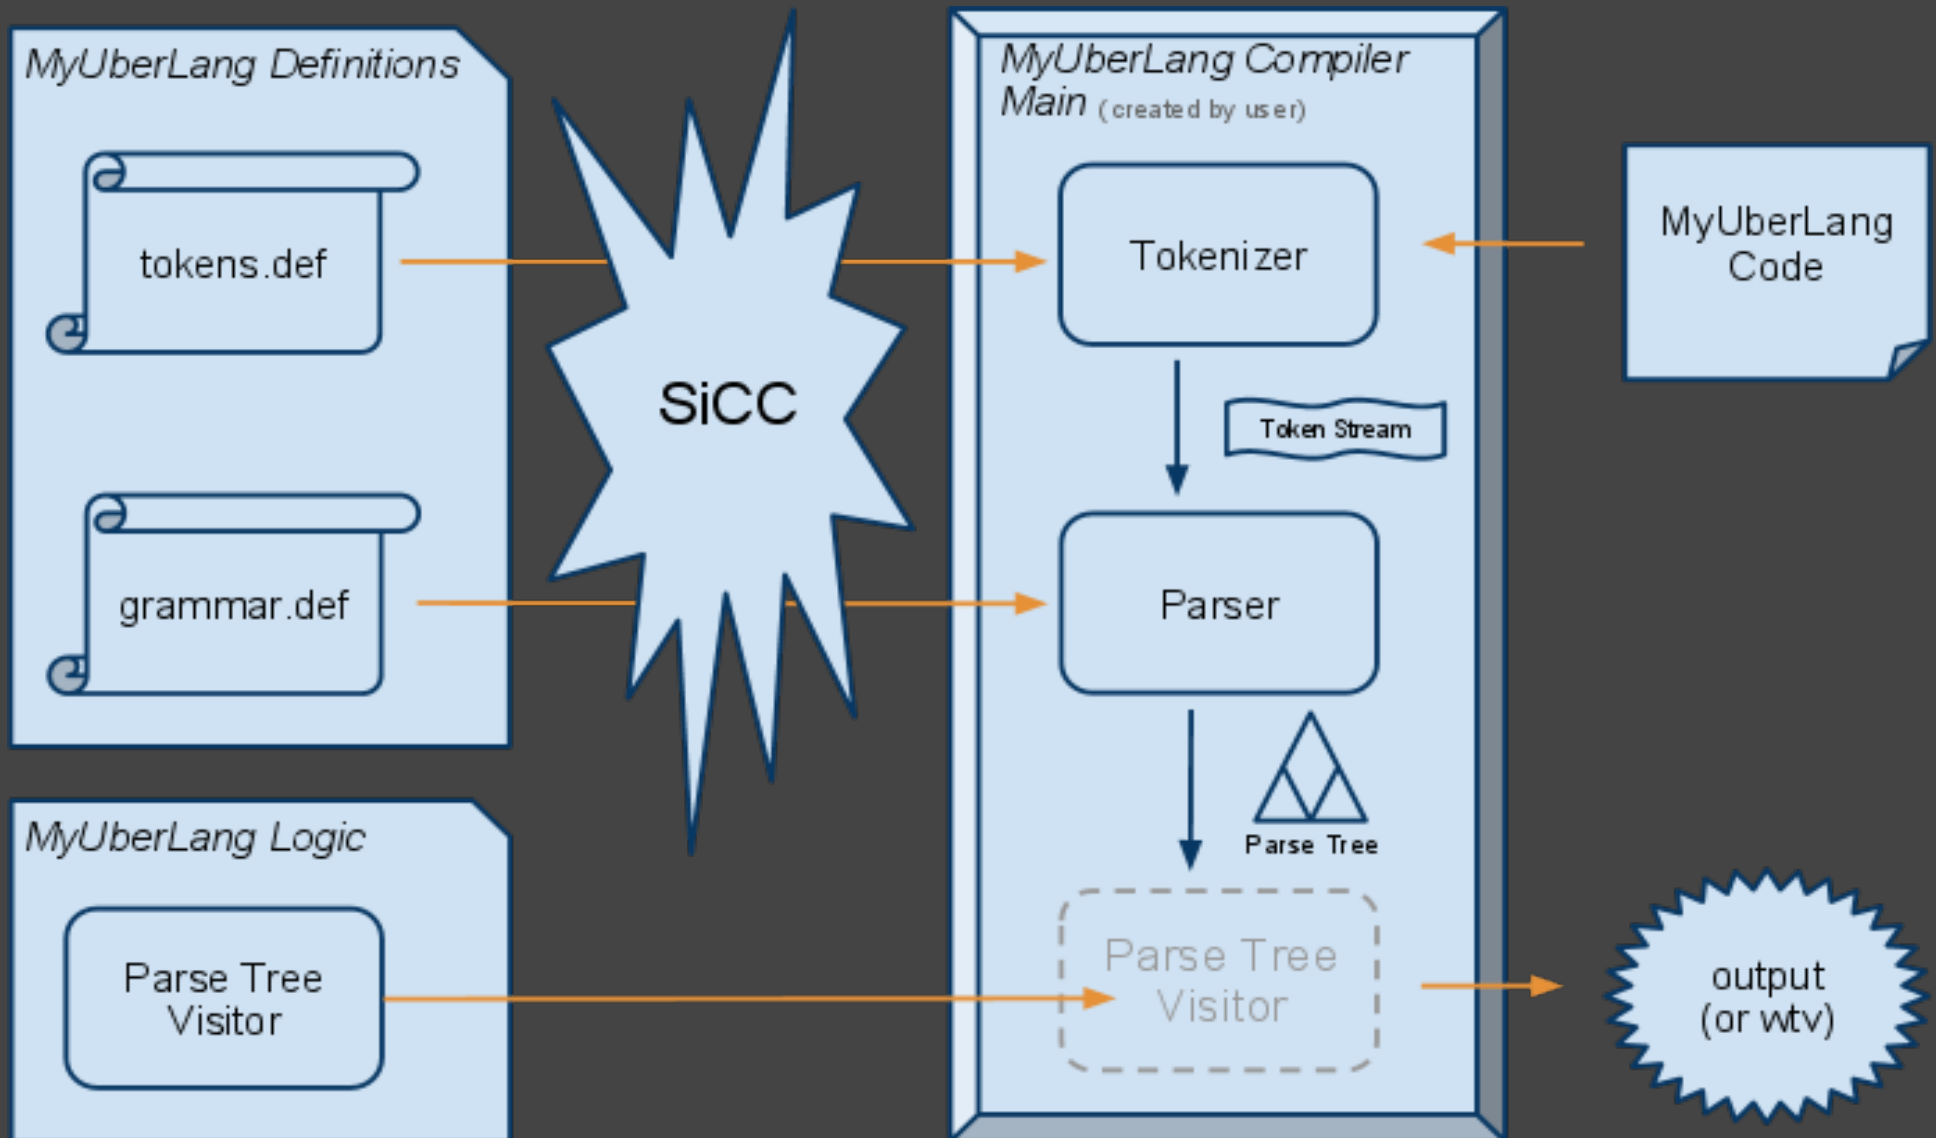 MyUberLang Definitions
tokens.def
grammar.def
MyUberLang Logic
Parse Tree
Visitor
SiCC
MyUberLang Compiler
Main (created by user)
Tokenizer
Token Stream
Parser
Parse Tree
Parse Tree
Visitor
MyUberLang
Code
output
(or wtv)